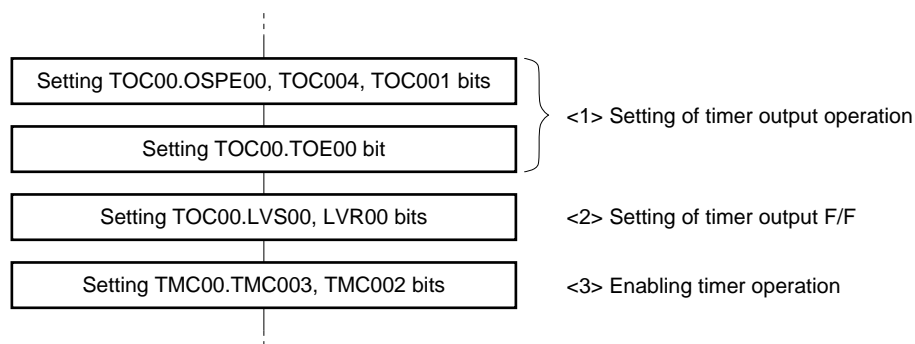 Setting TOC00.OSPE00, TOC004, TOC001 bits
<1> Setting of timer output operation
Setting TOC00.TOE00 bit
Setting TOC00.LVS00, LVR00 bits
<2> Setting of timer output F/F
Setting TMC00.TMC003, TMC002 bits
<3> Enabling timer operation